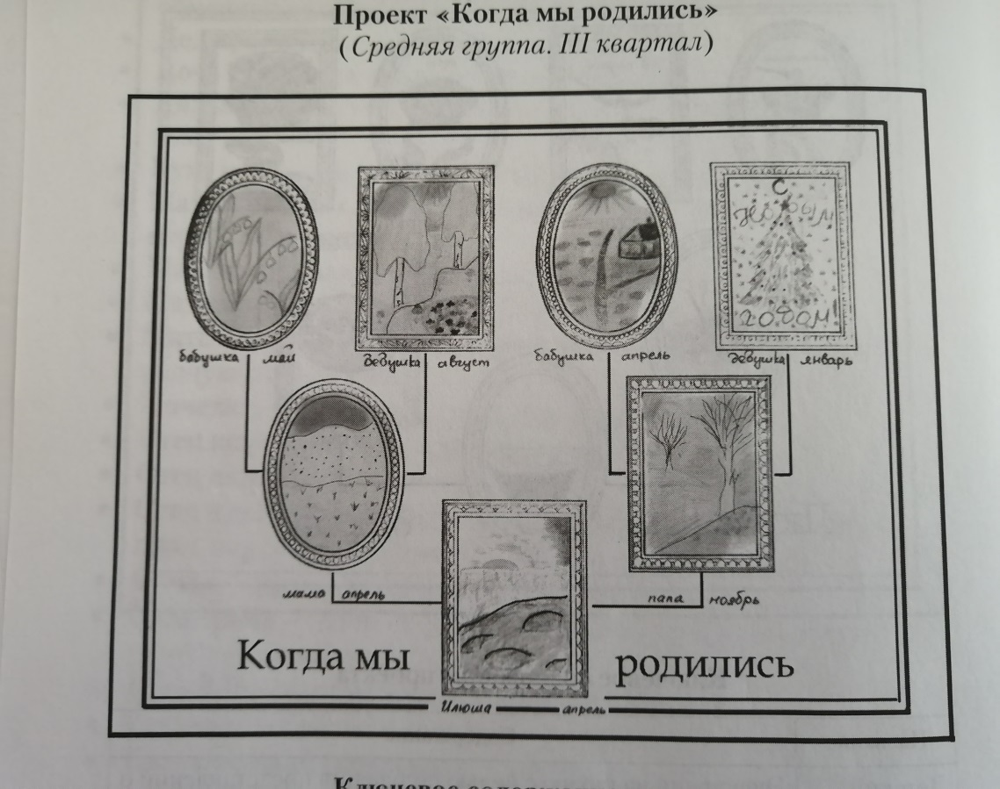 Проект «Когда мы родились»
(Средняя группа. III квартал)
С
Новым
годом!
бабушка май
дедушка август
бабушка апрель
дедушка январь
мама апрель
папа ноябрь
Когда мы родились
Илюша апрель
Ключевое